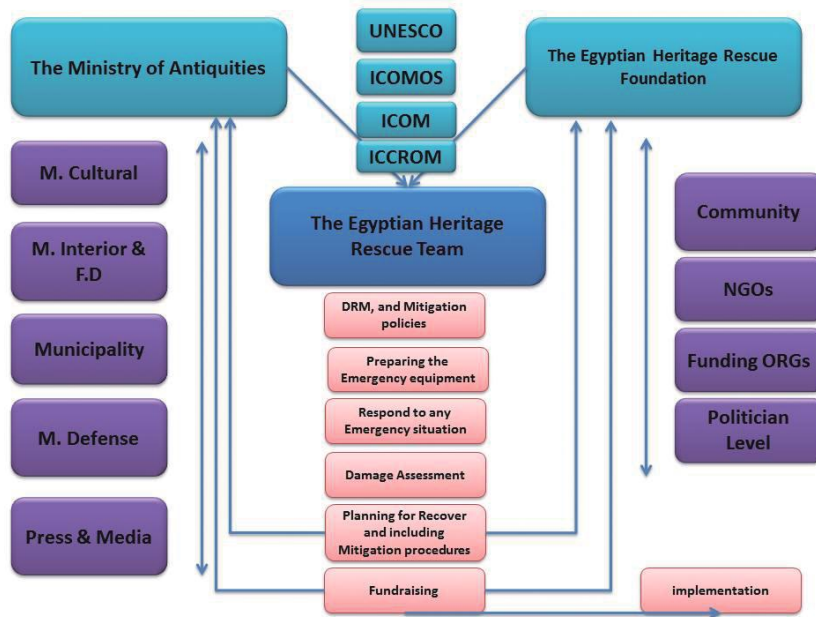 The Ministry of Antiquities
UNESCO
ICOMOS
ICOM
ICCROM
The Egyptian Heritage Rescue
Foundation
The Egyptian Heritage
Rescue Team
M. Cultural
M. Interior &
F.D
Municipality
M. Defense
Press & Media
DRM, and Mitigation
policies
Preparing the
Emergency equipment
Respond to any
Emergency situation
Damage Assessment
Planning for Recover
and including
Mitigation procedures
Fundraising
Community
NGOs
Funding ORGs
Politician
Level
implementation